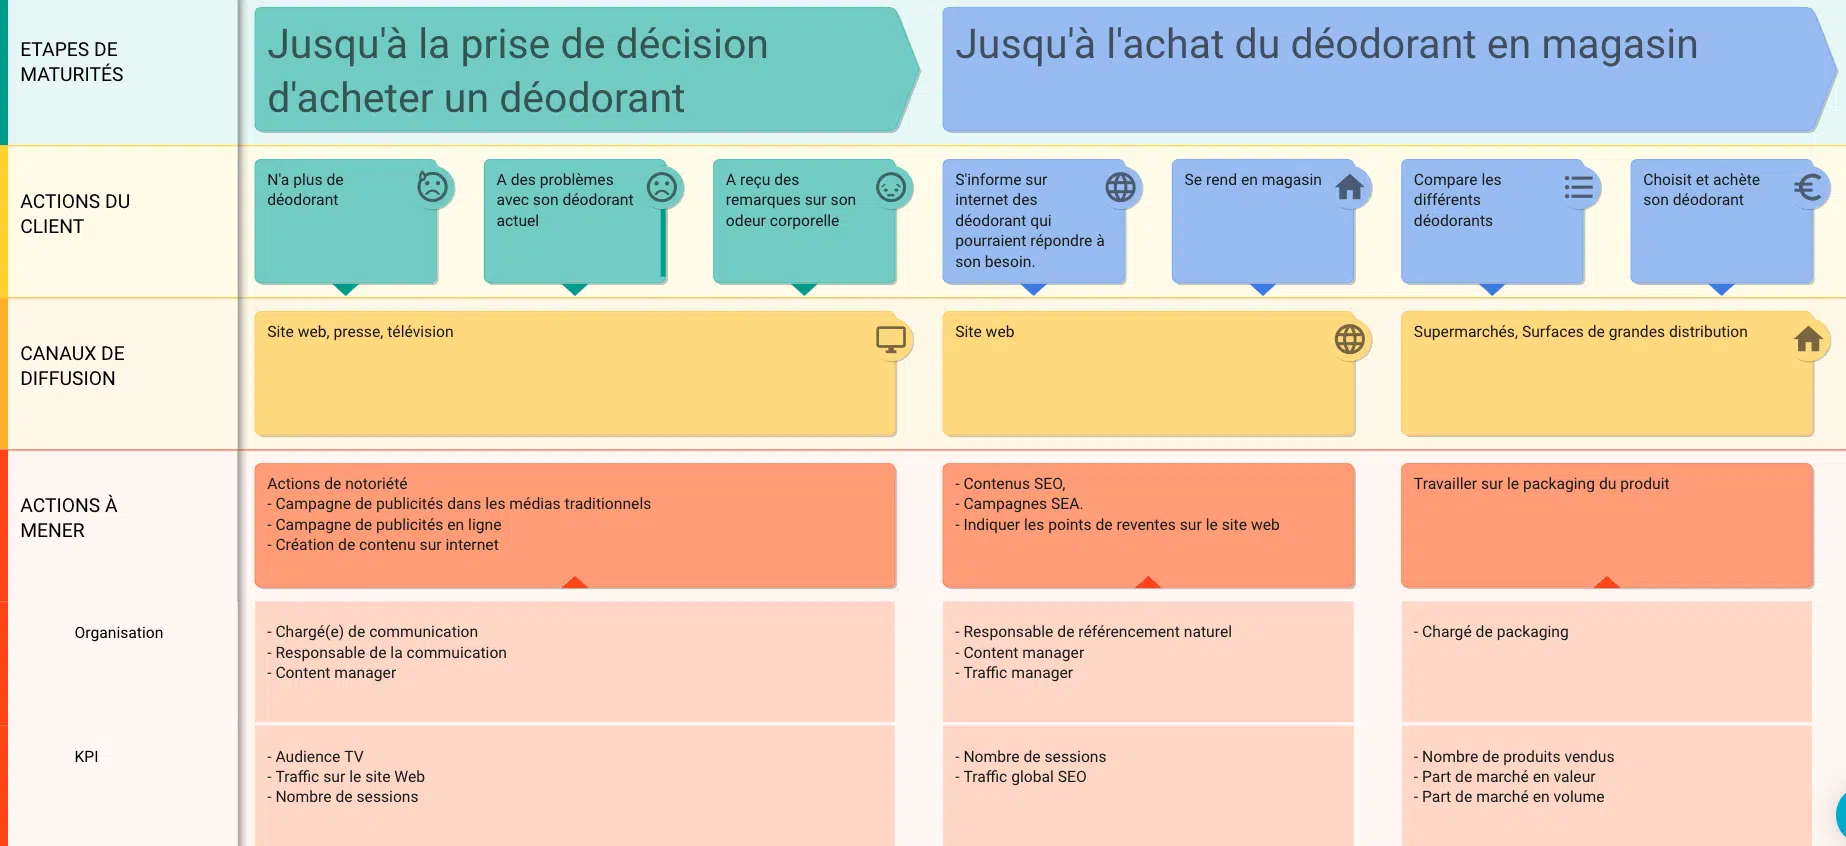 ETAPES DE
MATURITÉS
Jusqu'à la prise de décision
d'acheter un déodorant
Jusqu'à l'achat du déodorant en magasin
ACTIONS DU
CLIENT
N'a plus de
déodorant
A des problèmes
avec son déodorant
actuel
A reçu des
remarques sur son
odeur corporelle
S'informe sur
internet des
déodorant qui
pourraient répondre à
son besoin.
Se rend en magasin
Compare les
différents
déodorants
Choisit et achète
son déodorant
CANAUX DE
DIFFUSION
Site web, presse, télévision
Site web
Supermarchés, Surfaces de grandes distribution
ACTIONS À
MENER
Actions de notoriété
- Campagne de publicités dans les médias traditionnels
- Campagne de publicités en ligne
- Création de contenu sur internet
- Contenus SEO,
- Campagnes SEA.
- Indiquer les points de reventes sur le site web
Travailler sur le packaging du produit
Organisation
- Chargé(e) de communication
- Responsable de la commuication
- Content manager
- Responsable de référencement naturel
- Content manager
- Traffic manager
- Chargé de packaging
KPI
- Audience TV
- Traffic sur le site Web
- Nombre de sessions
- Nombre de sessions
- Traffic global SEO
- Nombre de produits vendus
- Part de marché en valeur
- Part de marché en volume